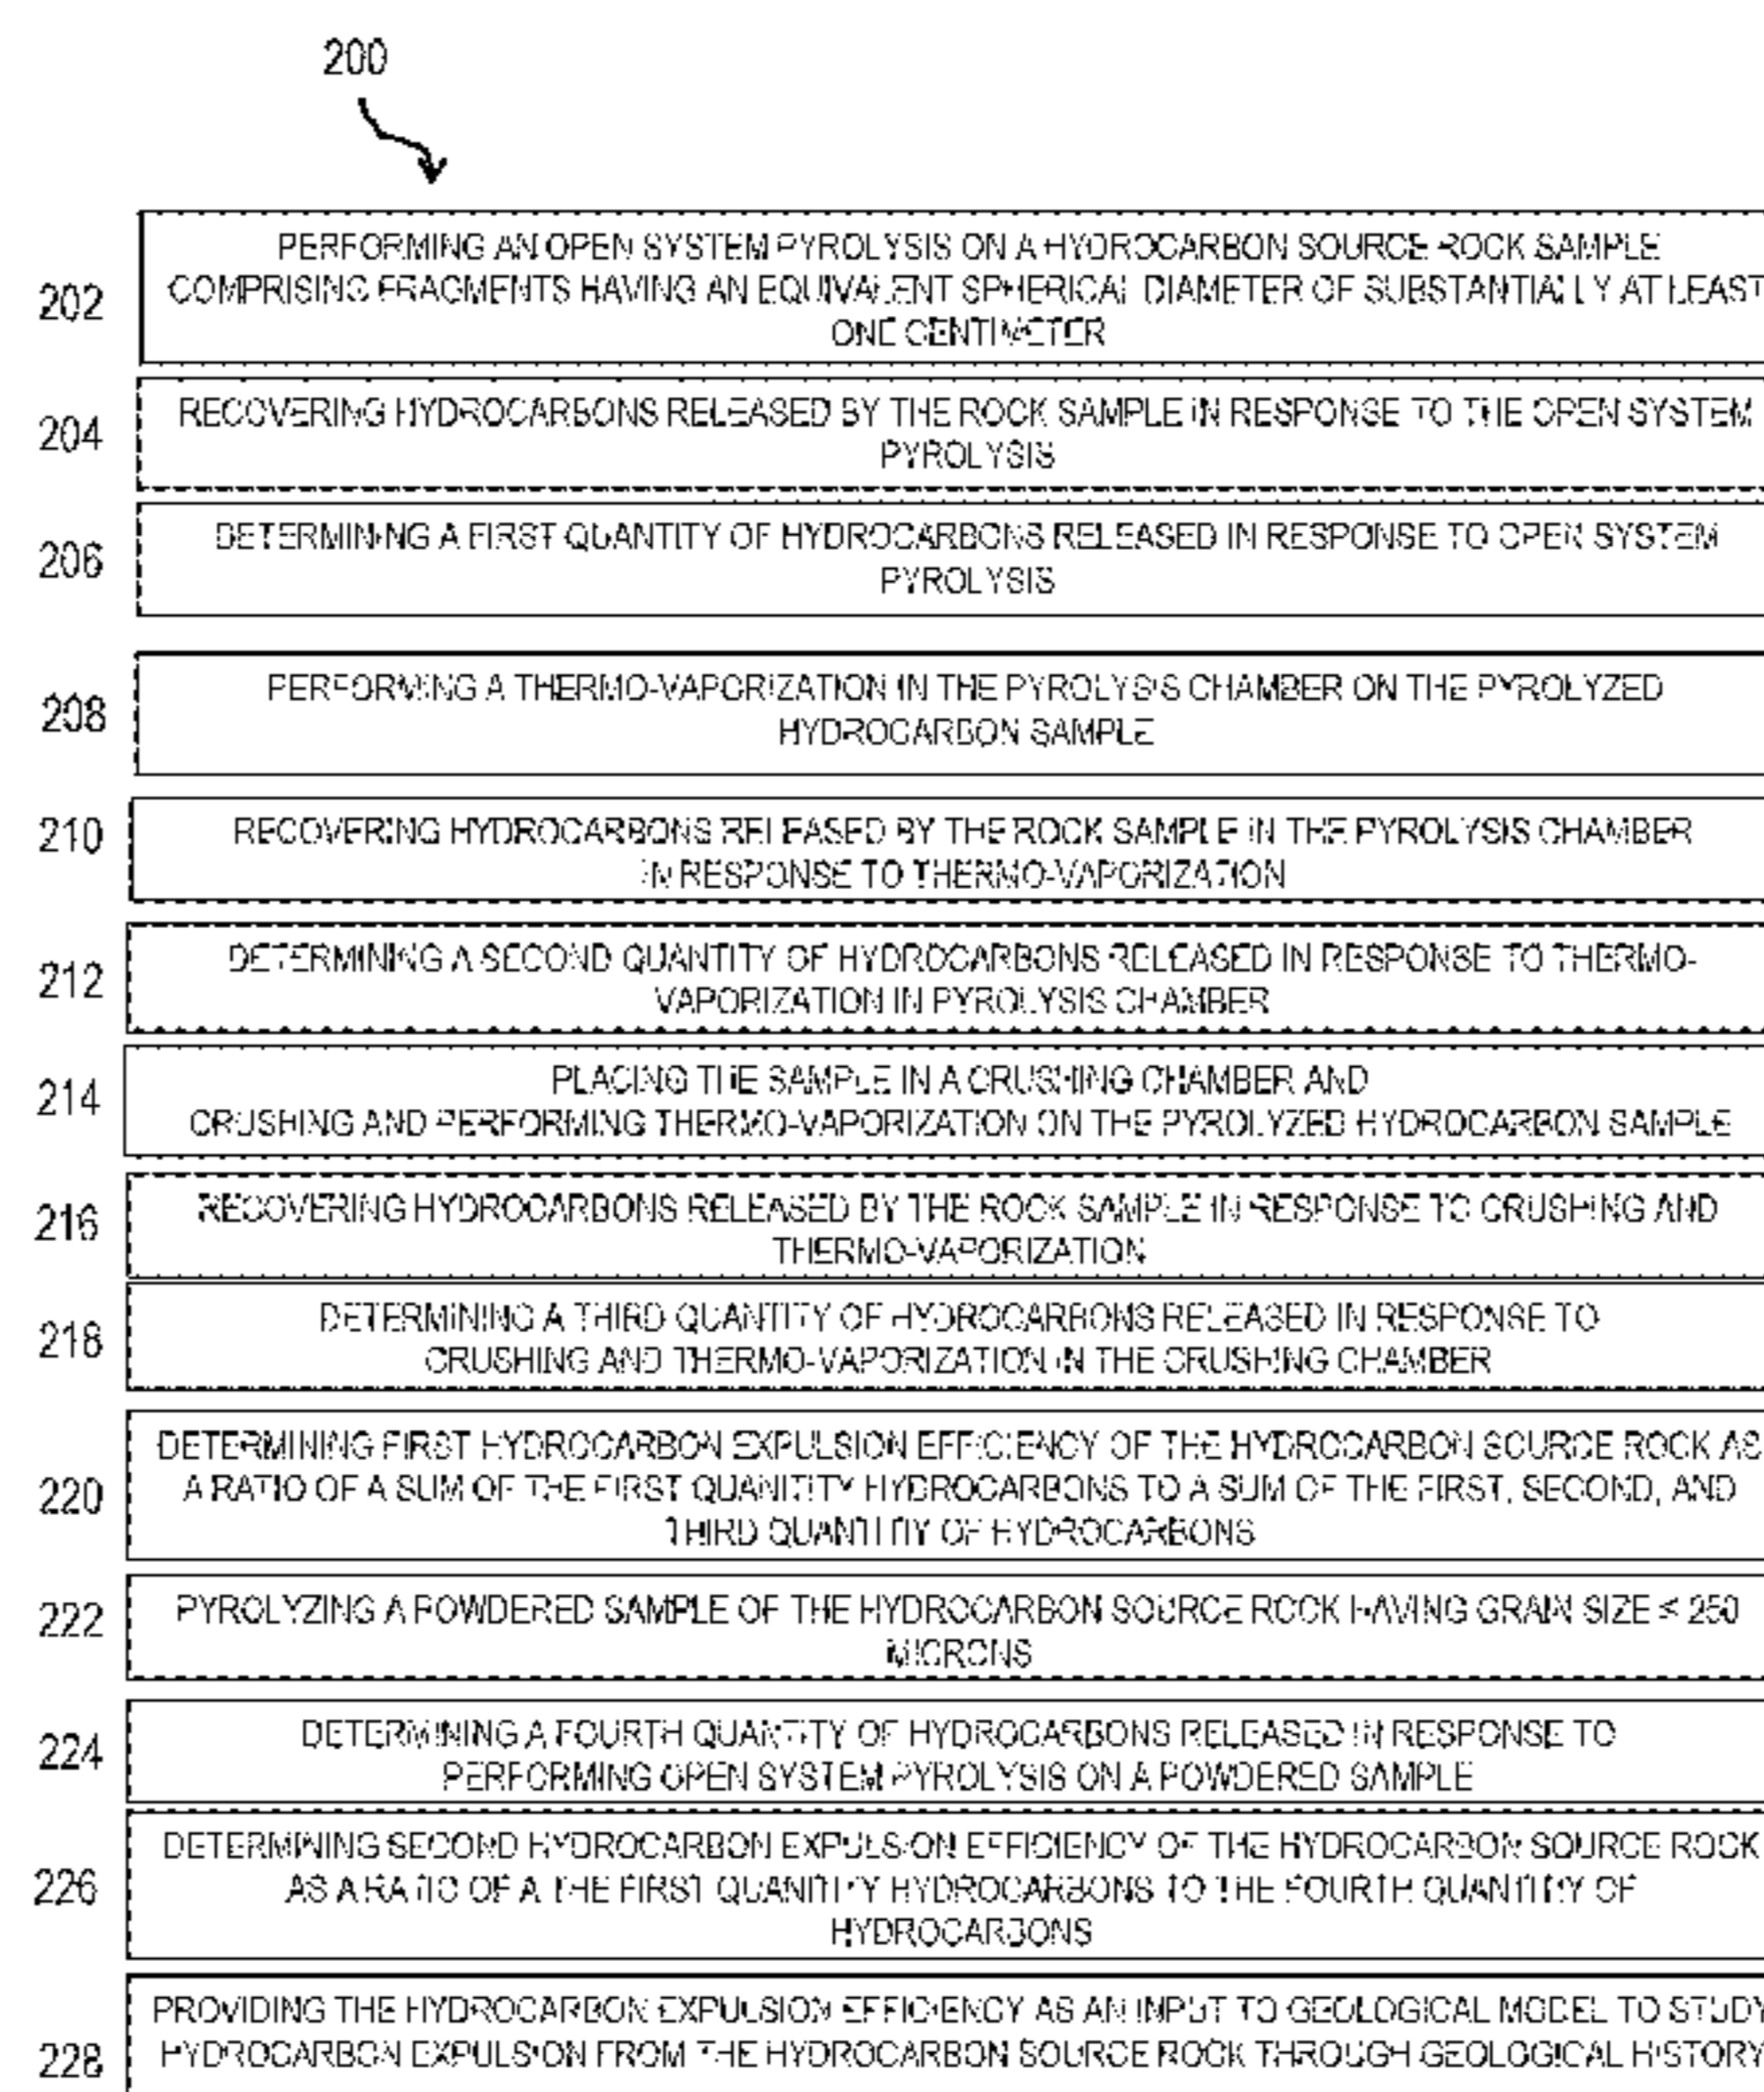 200
202
PERFORMING AN OPEN SYSTEM PYROLYSIS ON A HYDROCARBON SOURCE ROCK SAMPLE
COMPRISING FRAGMENTS HAVING AN EQUIVALENT SPHERICAL DIAMETER OF SUBSTANTIALLY AT LEAST
ONE CENTIMETER
204
RECOVERING HYDROCARBONS RELEASED BY THE ROCK SAMPLE IN RESPONSE TO THE OPEN SYSTEM
PYROLYSIS
206
DETERMINING A FIRST QUANTITY OF HYDROCARBONS RELEASED IN RESPONSE TO OPEN SYSTEM
PYROLYSIS
208
PERFORMING A THERMO-VAPORIZATION IN THE PYROLYSIS CHAMBER ON THE PYROLYZED
HYDROCARBON SAMPLE
210
RECOVERING HYDROCARBONS RELEASED BY THE ROCK SAMPLE IN THE PYROLYSIS CHAMBER
IN RESPONSE TO THERMO-VAPORIZATION
212
DETERMINING A SECOND QUANTITY OF HYDROCARBONS RELEASED IN RESPONSE TO THERMO-
VAPORIZATION IN PYROLYSIS CHAMBER
214
PLACING THE SAMPLE IN A CRUSHING CHAMBER AND
CRUSHING AND PERFORMING THERMO-VAPORIZATION ON THE PYROLYZED HYDROCARBON SAMPLE
216
RECOVERING HYDROCARBONS RELEASED BY THE ROCK SAMPLE IN RESPONSE TO CRUSHING AND
THERMO-VAPORIZATION
218
DETERMINING A THIRD QUANTITY OF HYDROCARBONS RELEASED IN RESPONSE TO
CRUSHING AND THERMO-VAPORIZATION IN THE CRUSHING CHAMBER
220
DETERMINING FIRST HYDROCARBON EXPULSION EFFICIENCY OF THE HYDROCARBON SOURCE ROCK AS
A RATIO OF A SUM OF THE FIRST QUANTITY HYDROCARBONS TO A SUM OF THE FIRST, SECOND, AND
THIRD QUANTITY OF HYDROCARBONS
222
PYROLYZING A POWDERED SAMPLE OF THE HYDROCARBON SOURCE ROCK HAVING GRAIN SIZE ≤ 250
MICRONS
224
DETERMINING A FOURTH QUANTITY OF HYDROCARBONS RELEASED IN RESPONSE TO
PERFORMING OPEN SYSTEM PYROLYSIS ON A POWDERED SAMPLE
226
DETERMINING SECOND HYDROCARBON EXPULSION EFFICIENCY OF THE HYDROCARBON SOURCE ROCK
AS A RATIO OF A THE FIRST QUANTITY HYDROCARBONS TO THE FOURTH QUANTITY OF
HYDROCARBONS
228
PROVIDING THE HYDROCARBON EXPULSION EFFICIENCY AS AN INPUT TO GEOLOGICAL MODEL TO STUDY
HYDROCARBON EXPULSION FROM THE HYDROCARBON SOURCE ROCK THROUGH GEOLOGICAL HISTORY